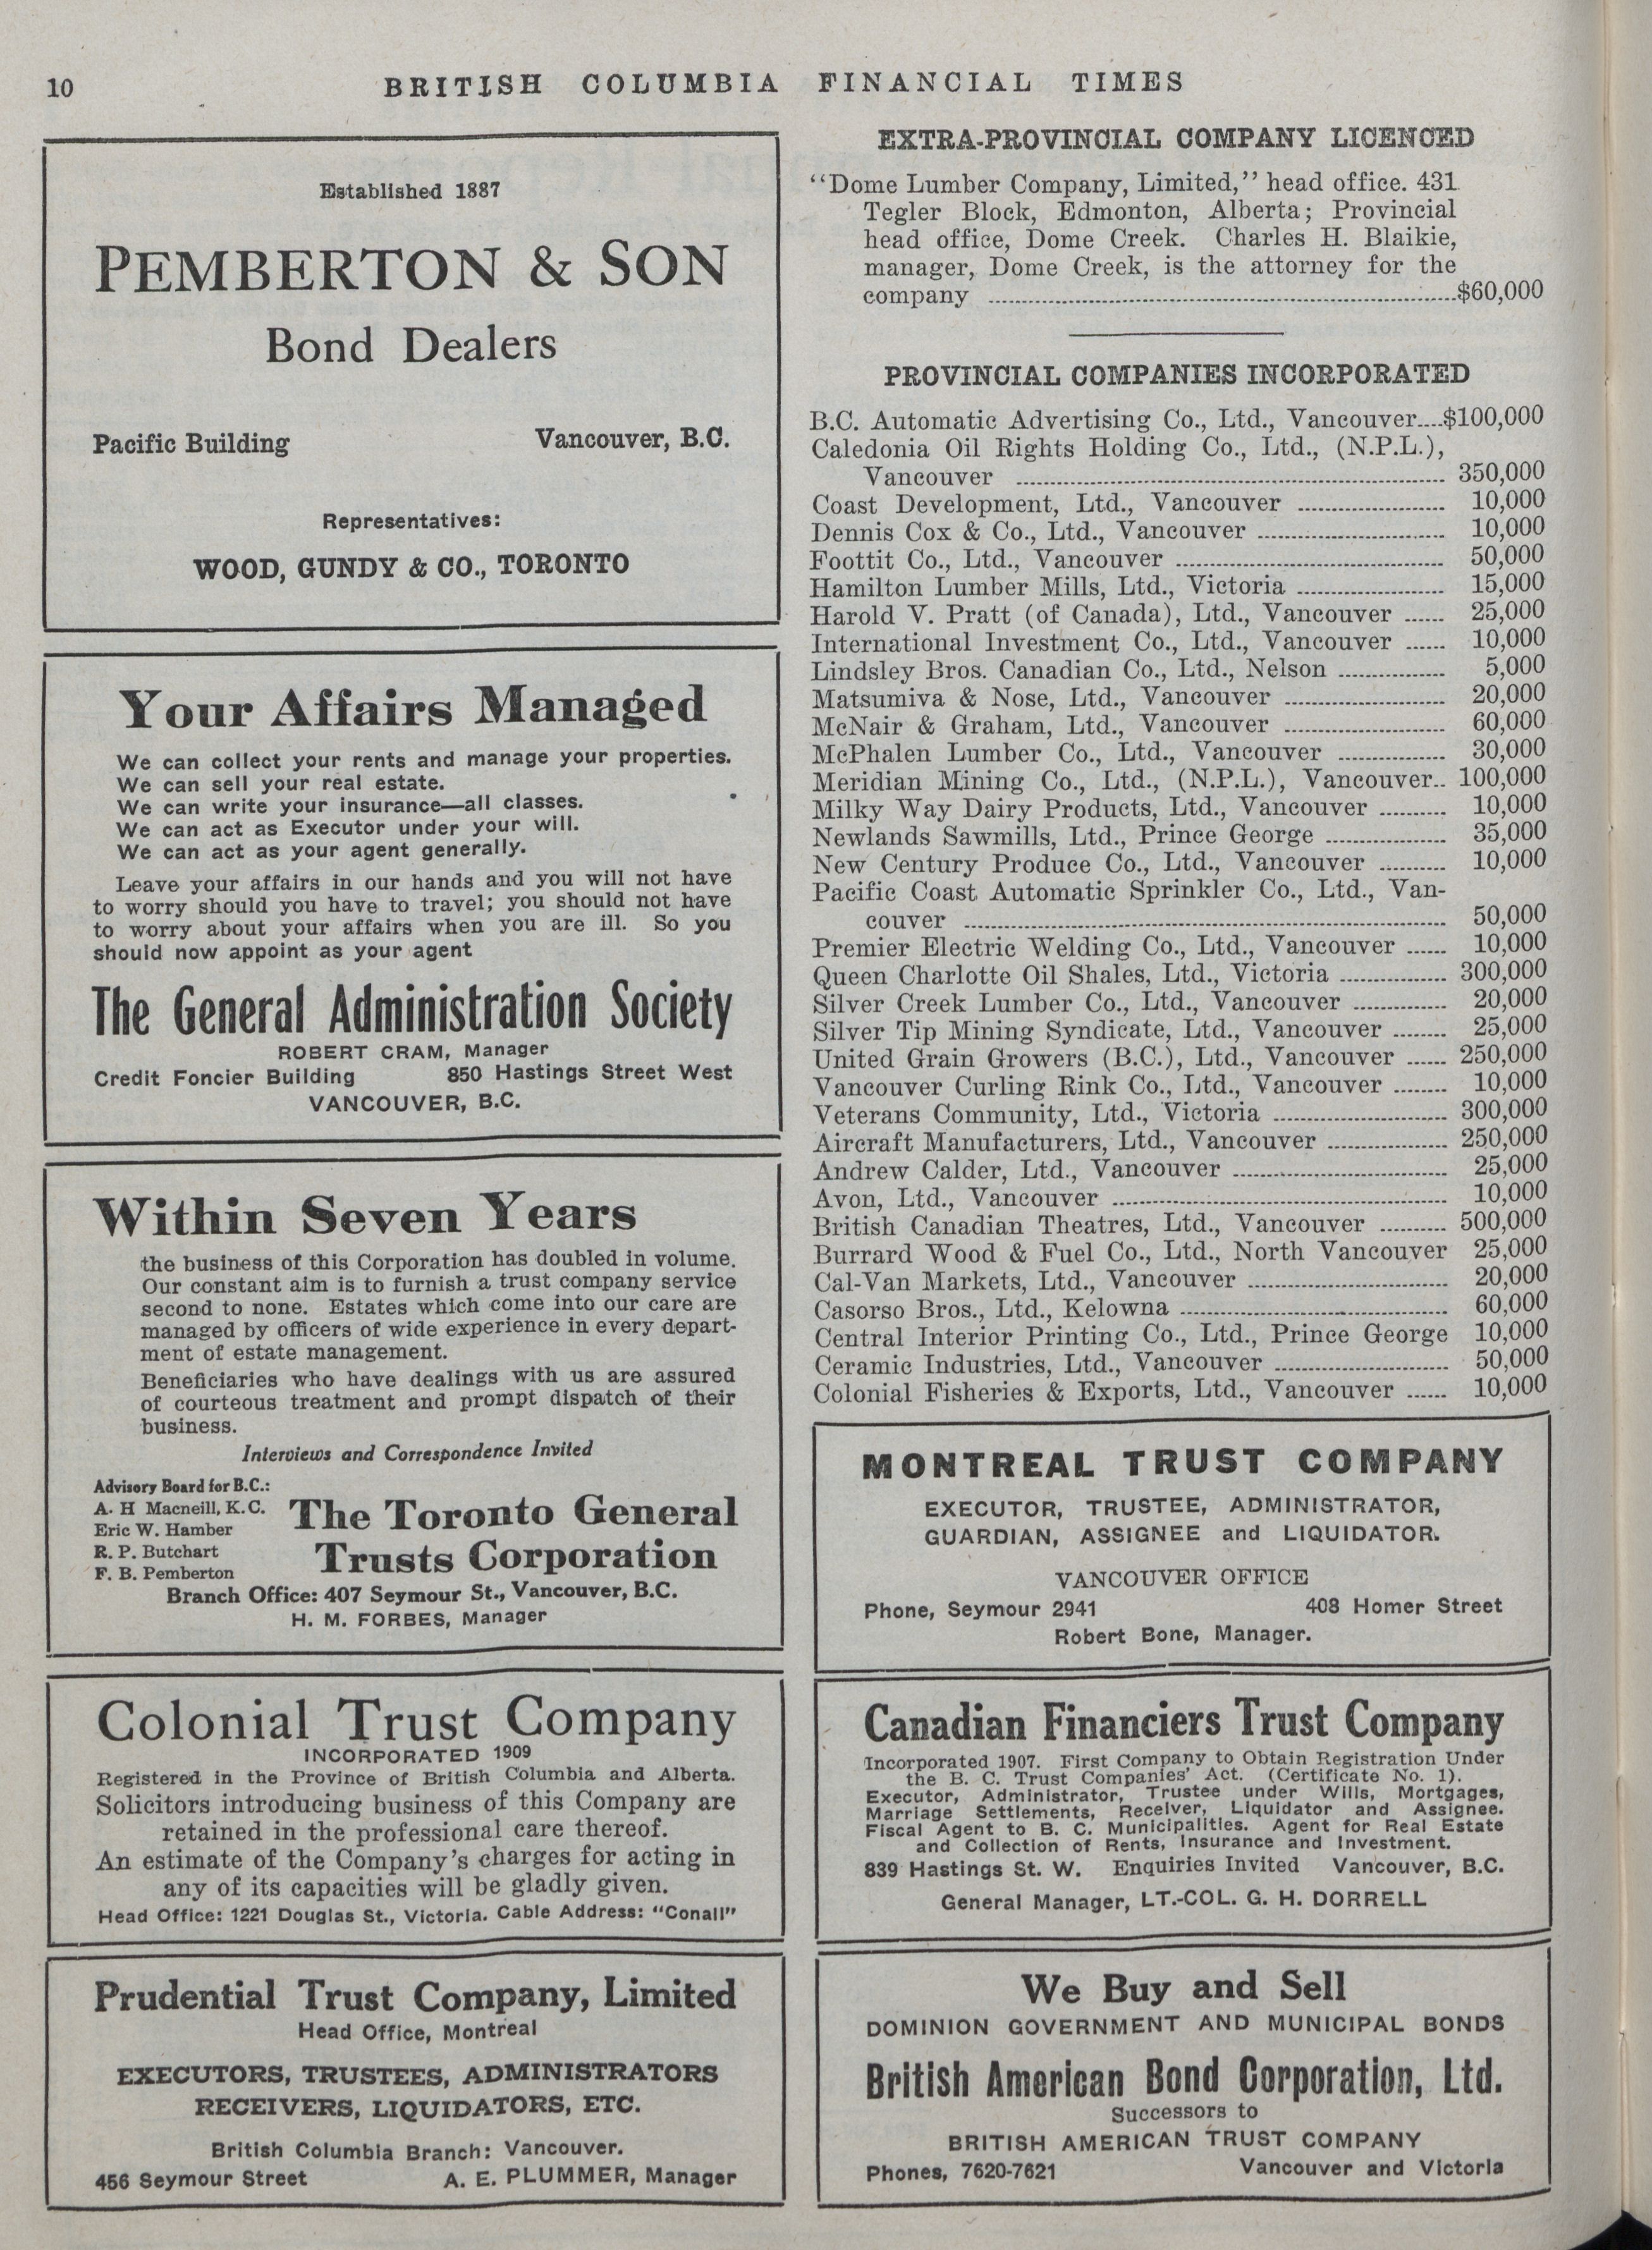 10
BRITISH COLUMBIA FINANCIAL TIMES
Established 1887
PEMBERTON & SON
Bond Dealers
Pacific Building Vancouver, B.C.
Representatives:
WOOD, GUNDY & CO., TORONTO
Your Affairs Managed
We can collect your rents and manage your properties.
We can sell your real estate.
We can write your insurance—all classes.
We can act as Executor under your will.
We can act as your agent generally.
Leave your affairs in our hands and you will not have
to worry should you have to travel; you should not have
to worry about your affairs when you are ill. So you
should now appoint as your agent
The General Administration Society
ROBERT CRAM, Manager
Credit Foncier Building 850 Hastings Street West
VANCOUVER, B.C.
Within Seven Years
the business of this Corporation has doubled in volume.
Our constant aim is to furnish a trust company service
second to none. Estates which come into our care are
managed by officers of wide experience in every depart-
ment of estate management.
Beneficiaries who have dealings with us are assured
of courteous treatment and prompt dispatch of their
business.
Interviews and Correspondence Invited
Advisory Board for B.C.:
A. H Macneill, K.C.
Eric W. Hamber
R. P. Butchart
F. B. Pemberton
The Toronto General
Trusts Corporation
Branch Office: 407 Seymour St., Vancouver, B.C.
H. M. FORBES, Manager
Colonial Trust Company
INCORPORATED 1909
Registered in the Province of British Columbia and Alberta.
Solicitors introducing business of this Company are
retained in the professional care thereof.
An estimate of the Company's charges for acting in
any of its capacities will be gladly given.
Head Office: 1221 Douglas St., Victoria. Cable Address: "Conall"
Prudential Trust Company, Limited
Head Office, Montreal
EXECUTORS, TRUSTEES, ADMINISTRATORS
RECEIVERS, LIQUIDATORS, ETC.
British Columbia Branch: Vancouver.
456 Seymour Street A. E. PLUMMER, Manager
EXTRA-PROVINCIAL COMPANY LICENCED
"Dome Lumber Company, Limited," head office. 431
Tegler Block, Edmonton, Alberta; Provincial
head office, Dome Creek. Charles H. Blaikie,
manager, Dome Creek, is the attorney for the
company ........ $60,000
PROVINCIAL COMPANIES INCORPORATED
B.C. Automatic Advertising Co., Ltd., Vancouver....$100,000
Caledonia Oil Rights Holding Co., Ltd., (N.P.L.),
Vancouver ........ 350,000
Coast Development, Ltd., Vancouver ........ 10,000
Dennis Cox & Co., Ltd., Vancouver ........ 10,000
Foottit Co., Ltd., Vancouver ........ 50,000
Hamilton Lumber Mills, Ltd., Victoria ........ 15,000
Harold V. Pratt (of Canada), Ltd., Vancouver ...... 25,000
International Investment Co., Ltd., Vancouver ...... 10,000
Lindsley Bros. Canadian Co., Ltd., Nelson ........ 5,000
Matsumiva & Nose, Ltd., Vancouver ........ 20,000
McNair & Graham, Ltd., Vancouver ........ 60,000
McPhalen Lumber Co., Ltd., Vancouver ........ 30,000
Meridian Mining Co., Ltd., (N.P.L.), Vancouver.. 100,000
Milky Way Dairy Products, Ltd., Vancouver ........ 10,000
Newlands Sawmills, Ltd., Prince George ........ 35,000
New Century Produce Co., Ltd., Vancouver ........ 10,000
Pacific Coast Automatic Sprinkler Co., Ltd., Van-
couver ........ 50,000
Premier Electric Welding Co., Ltd., Vancouver ...... 10,000
Queen Charlotte Oil Shales, Ltd., Victoria ........ 300,000
Silver Creek Lumber Co., Ltd., Vancouver ........ 20,000
Silver Tip Mining Syndicate, Ltd., Vancouver ........ 25,000
United Grain Growers (B.C.), Ltd., Vancouver ...... 250,000
Vancouver Curling Rink Co., Ltd., Vancouver ........ 10,000
Veterans Community, Ltd., Victoria ........ 300,000
Aircraft Manufacturers, Ltd., Vancouver ........ 250,000
Andrew Calder, Ltd., Vancouver ........ 25,000
Avon, Ltd., Vancouver ........ 10,000
British Canadian Theatres, Ltd., Vancouver ........ 500,000
Burrard Wood & Fuel Co., Ltd., North Vancouver 25,000
Cal-Van Markets, Ltd., Vancouver ........ 20,000
Casorso Bros., Ltd., Kelowna ........ 60,000
Central Interior Printing Co., Ltd., Prince George 10,000
Ceramic Industries, Ltd., Vancouver ........ 50,000
Colonial Fisheries & Exports, Ltd., Vancouver ...... 10,000
MONTREAL TRUST COMPANY
EXECUTOR, TRUSTEE, ADMINISTRATOR,
GUARDIAN, ASSIGNEE and LIQUIDATOR.
VANCOUVER OFFICE
Phone, Seymour 2941 408 Homer Street
Robert Bone, Manager.
Canadian Financiers Trust Company
Incorporated 1907. First Company to Obtain Registration Under
the B. C. Trust Companies' Act. (Certificate No. 1).
Executor, Administrator, Trustee under Wills, Mortgages,
Marriage Settlements, Receiver, Liquidator and Assignee.
Fiscal Agent to B. C. Municipalities. Agent for Real Estate
and Collection of Rents, Insurance and Investment.
839 Hastings St. W. Enquiries Invited Vancouver, B.C.
General Manager, LT.-COL. G. H. DORRELL
We Buy and Sell
DOMINION GOVERNMENT AND MUNICIPAL BONDS
British American Bond Corporation, Ltd.
Successors to
BRITISH AMERICAN TRUST COMPANY
Phones, 7620-7621 Vancouver and Victoria